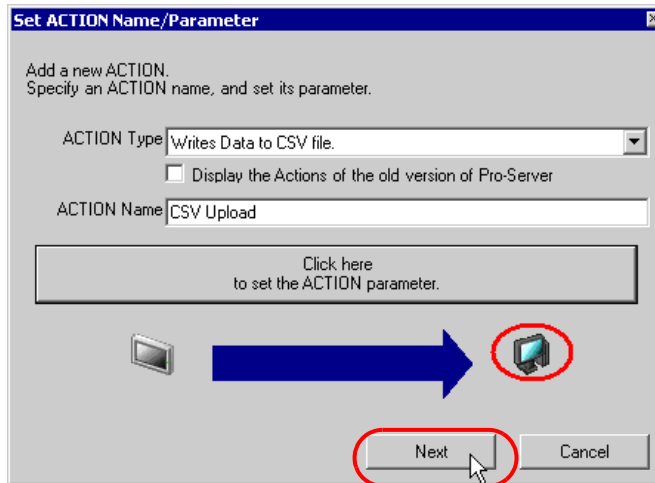 Set ACTION Name/Parameter
Add a new ACTION.
Specify an ACTION name, and set its parameter.
ACTION Type Writes Data to CSV file.
Display the Actions of the old version of Pro-Server
ACTION Name CSV Upload
Click here
to set the ACTION parameter.
Next Cancel